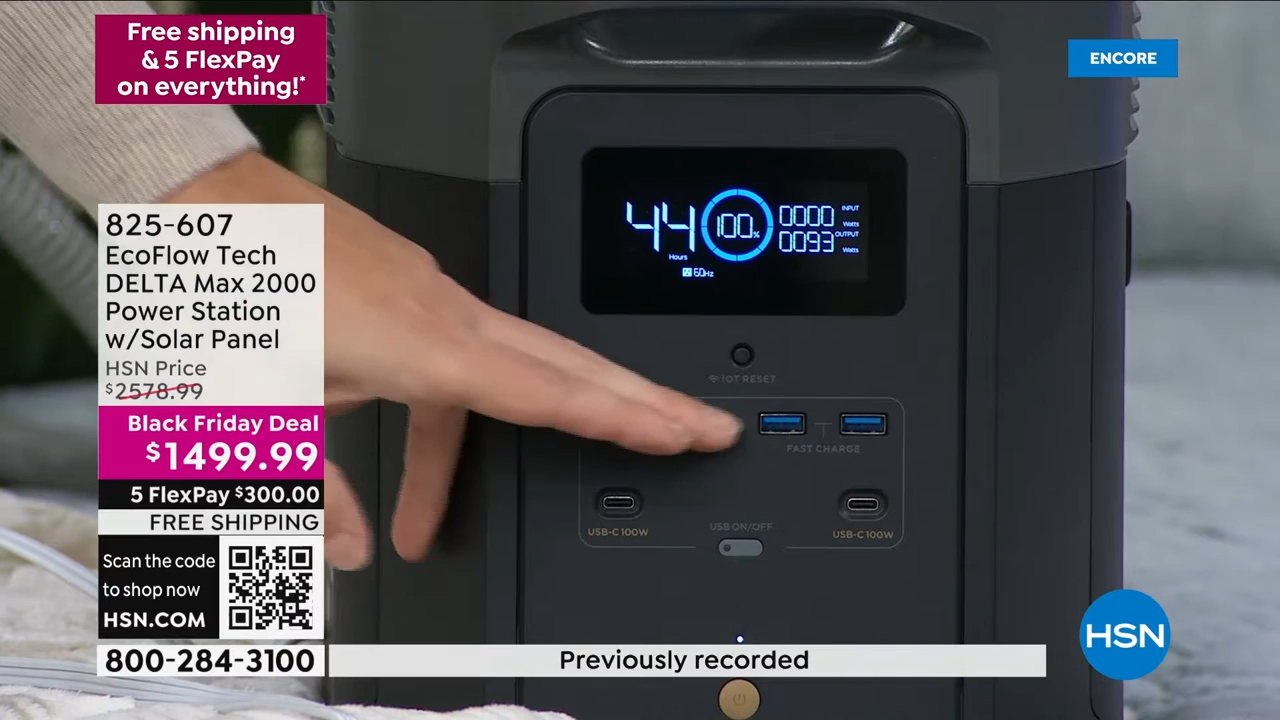 Free shipping
& 5 FlexPay
on everything!*
ENCORE
825-607
EcoFlow Tech
DELTA Max 2000
Power Station
w/Solar Panel
HSN Price
$2578.99
Black Friday Deal
$1499.99
5 FlexPay $300.00
FREE SHIPPING
Scan the code
to shop now
HSN.COM
800-284-3100
Previously recorded
HSN
44
Hours
100%
0000
INPUT
Watts
0093
OUTPUT
Watts
60Hz
IOT RESET
FAST CHARGE
USB-C 100W
USB-C 100W
USB ON/OFF